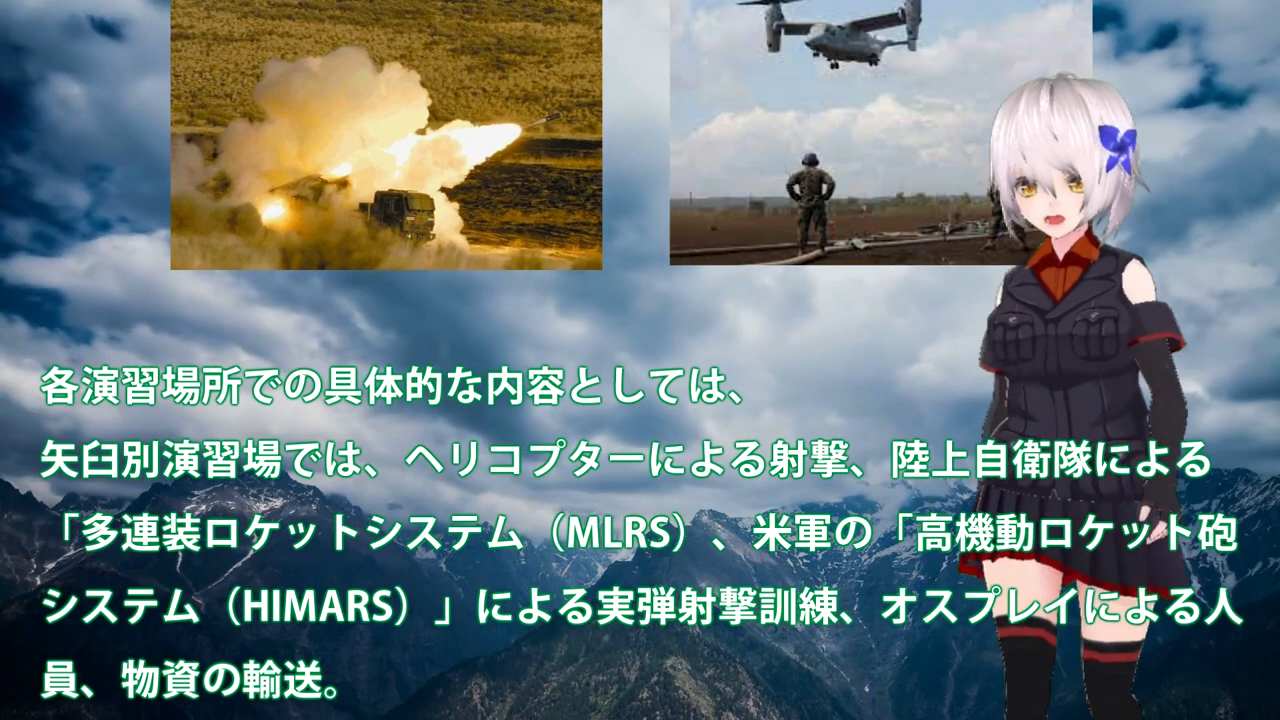 各演習場所での具体的な内容としては、
矢臼別演習場では、ヘリコプターによる射撃、陸上自衛隊による
「多連装ロケットシステム（MLRS）、米軍の「高機動ロケット砲
システム（HIMARS）」による実弾射撃訓練、オスプレイによる人
員、物資の輸送。